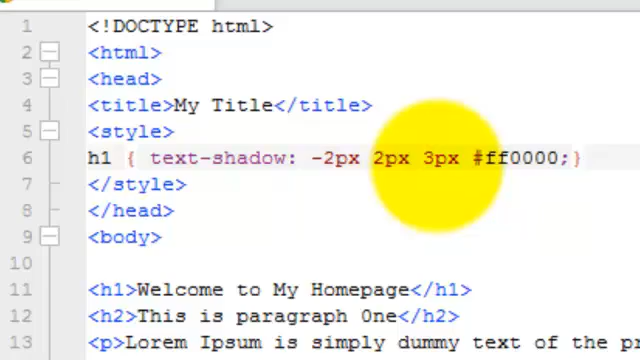 1 <!DOCTYPE html>
2 <html>
3 <head>
4 <title>My Title</title>
5 <style>
6 h1 { text-shadow: -2px 2px 3px #ff0000;}
7 </style>
8 </head>
9 <body>
10
11 <h1>Welcome to My Homepage</h1>
12 <h2>This is paragraph One</h2>
13 <p>Lorem Ipsum is simply dummy text of the